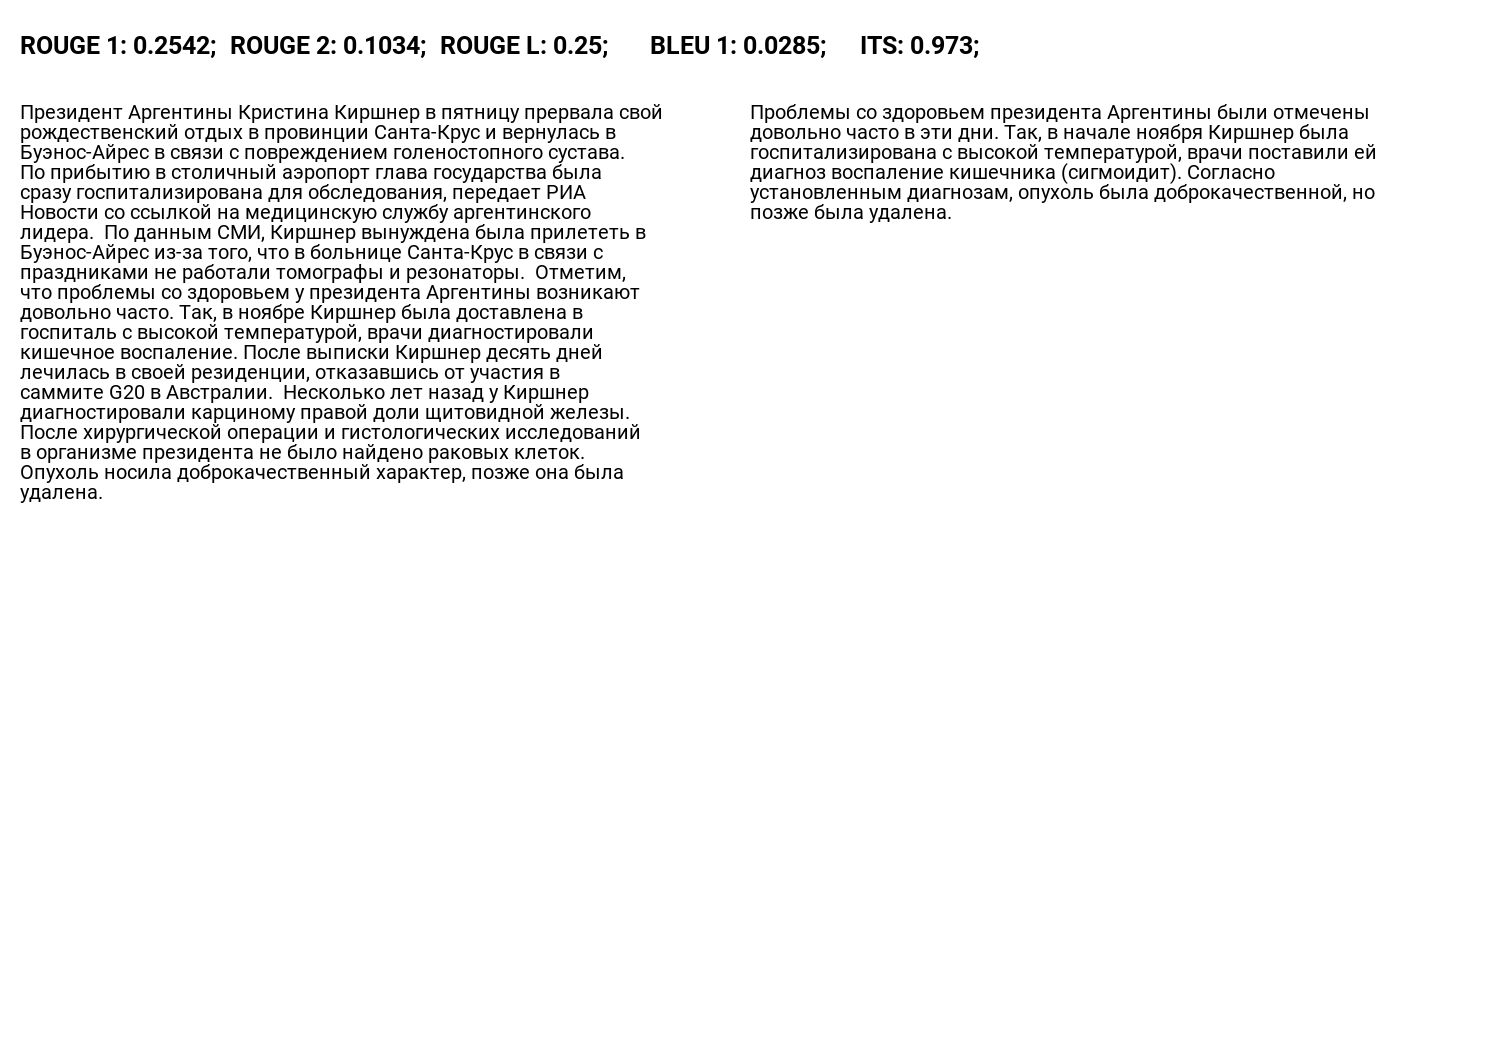 ROUGE 1: 0.2542;  ROUGE 2: 0.1034;  ROUGE L: 0.25;  BLEU 1: 0.0285;  ITS: 0.973;
Президент Аргентины Кристина Киршнер в пятницу прервала свой
рождественский отдых в провинции Санта-Крус и вернулась в
Буэнос-Айрес в связи с повреждением голеностопного сустава.
По прибытию в столичный аэропорт глава государства была
сразу госпитализирована для обследования, передает РИА
Новости со ссылкой на медицинскую службу аргентинского
лидера.  По данным СМИ, Киршнер вынуждена была прилететь в
Буэнос-Айрес из-за того, что в больнице Санта-Крус в связи с
праздниками не работали томографы и резонаторы.  Отметим,
что проблемы со здоровьем у президента Аргентины возникают
довольно часто. Так, в ноябре Киршнер была доставлена в
госпиталь с высокой температурой, врачи диагностировали
кишечное воспаление. После выписки Киршнер десять дней
лечилась в своей резиденции, отказавшись от участия в
саммите G20 в Австралии.  Несколько лет назад у Киршнер
диагностировали карциному правой доли щитовидной железы.
После хирургической операции и гистологических исследований
в организме президента не было найдено раковых клеток.
Опухоль носила доброкачественный характер, позже она была
удалена.
Проблемы со здоровьем президента Аргентины были отмечены
довольно часто в эти дни. Так, в начале ноября Киршнер была
госпитализирована с высокой температурой, врачи поставили ей
диагноз воспаление кишечника (сигмоидит). Согласно
установленным диагнозам, опухоль была доброкачественной, но
позже была удалена.